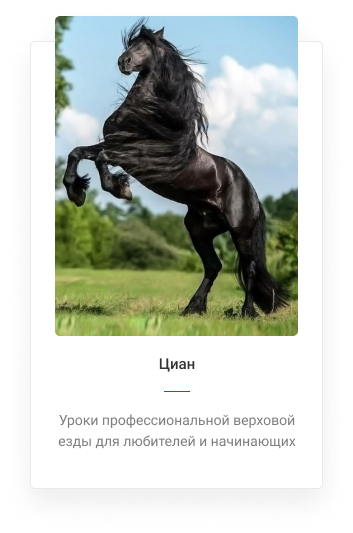 Циан
Уроки профессиональной верховой
езды для любителей и начинающих